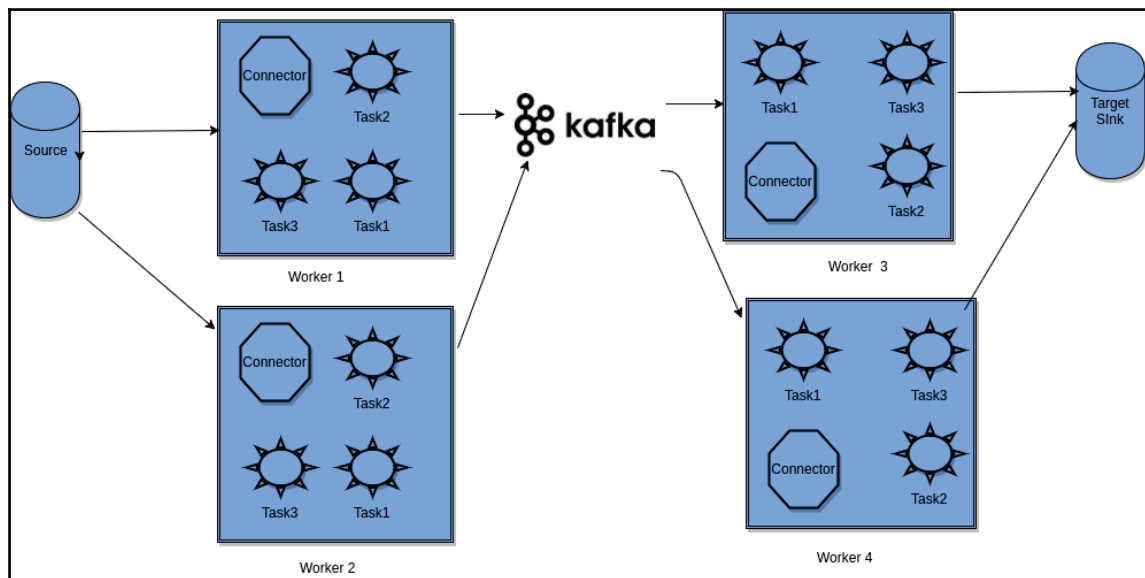 Source
Connector
Task2
Task3
Task1
Worker 1
Connector
Task2
Task3
Task1
Worker 2
kafka
Task1
Task3
Connector
Task2
Worker 3
Task1
Task3
Connector
Task2
Worker 4
Target
SInk